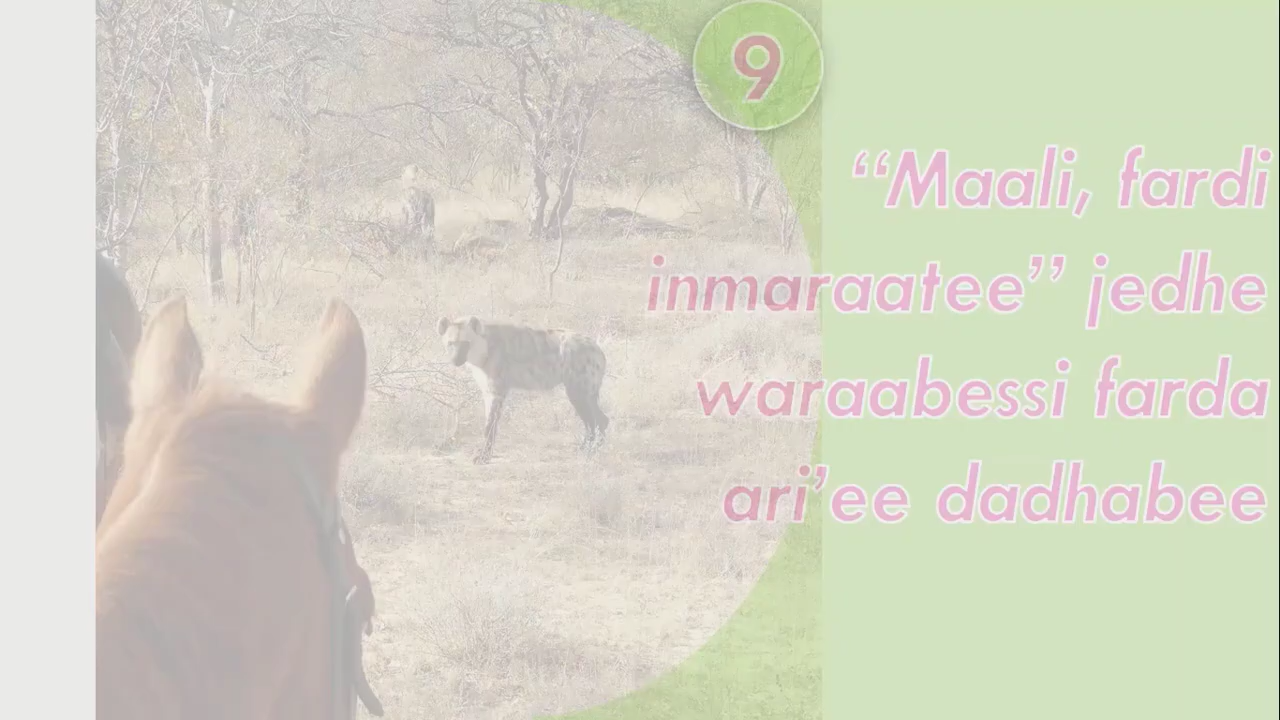 9
“Maali, fardi
inmaraatee” jedhe
waraabessi farda
ari’ee dadhabee